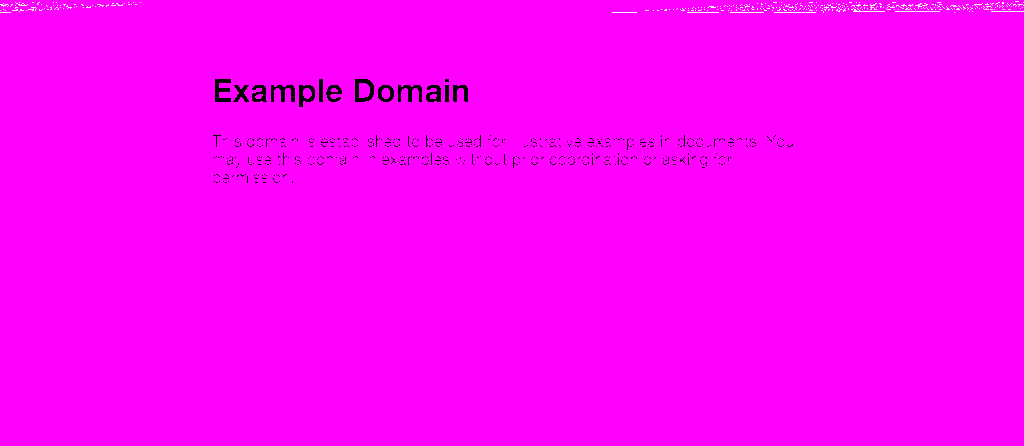 Example Domain
This domain is established to be used for illustrative examples in documents. You
may use this domain in examples without prior coordination or asking for
permission.